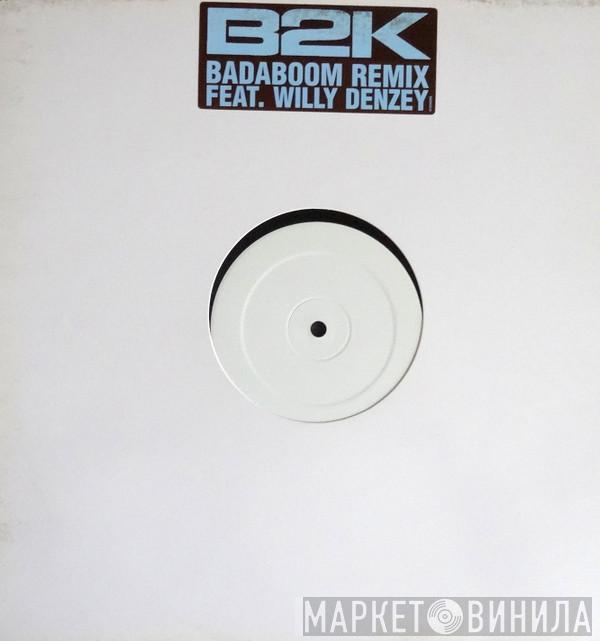 B2K
BADABOOM REMIX
FEAT. WILLY DENZEY
МАРКЕТ ВИНИЛА